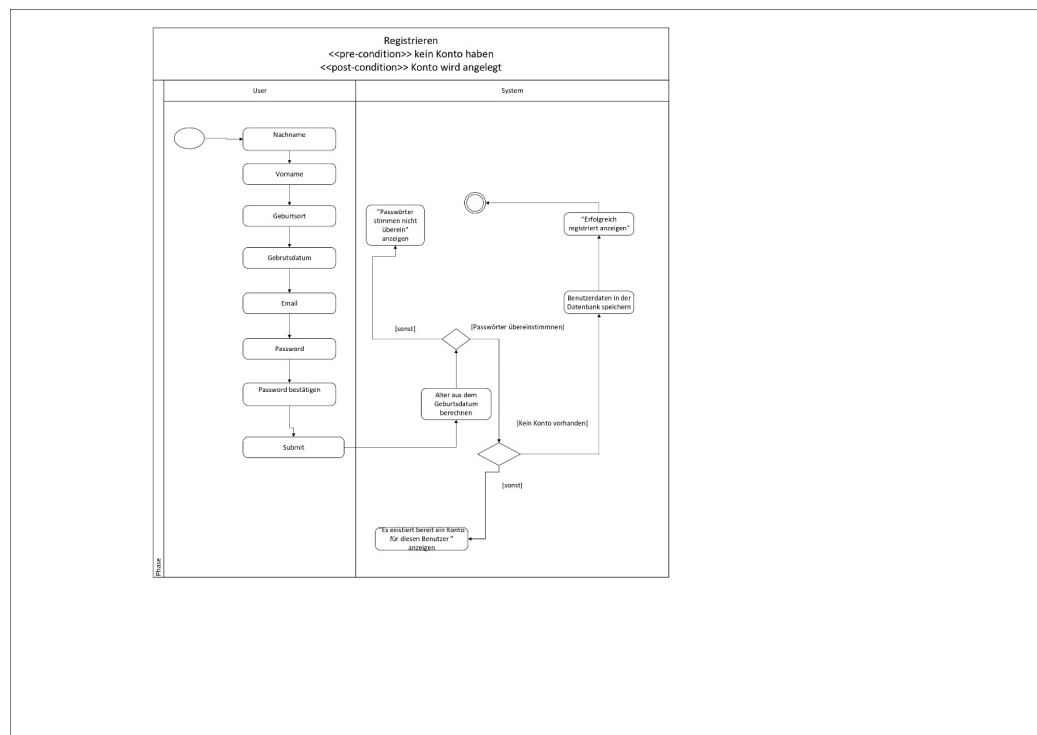 Registrieren
<<pre-condition>> kein Konto haben
<<post-condition>> Konto wird angelegt
User
System
Nachname
Vorname
Geburtsort
Gebrutsdatum
Email
Password
Password bestätigen
Submit
"Passwörter
stimmen nicht
überein"
anzeigen
"Erfolgreich
registriert anzeigen"
Benutzerdaten in der
Datenbank speichern
[sonst]
[Passwörter übereinstimmnen]
Alter aus dem
Geburtsdatum
berechnen
[Kein Konto vorhanden]
[sonst]
"Es existiert bereit ein Konto
für diesen Benutzer "
anzeigen
Phase